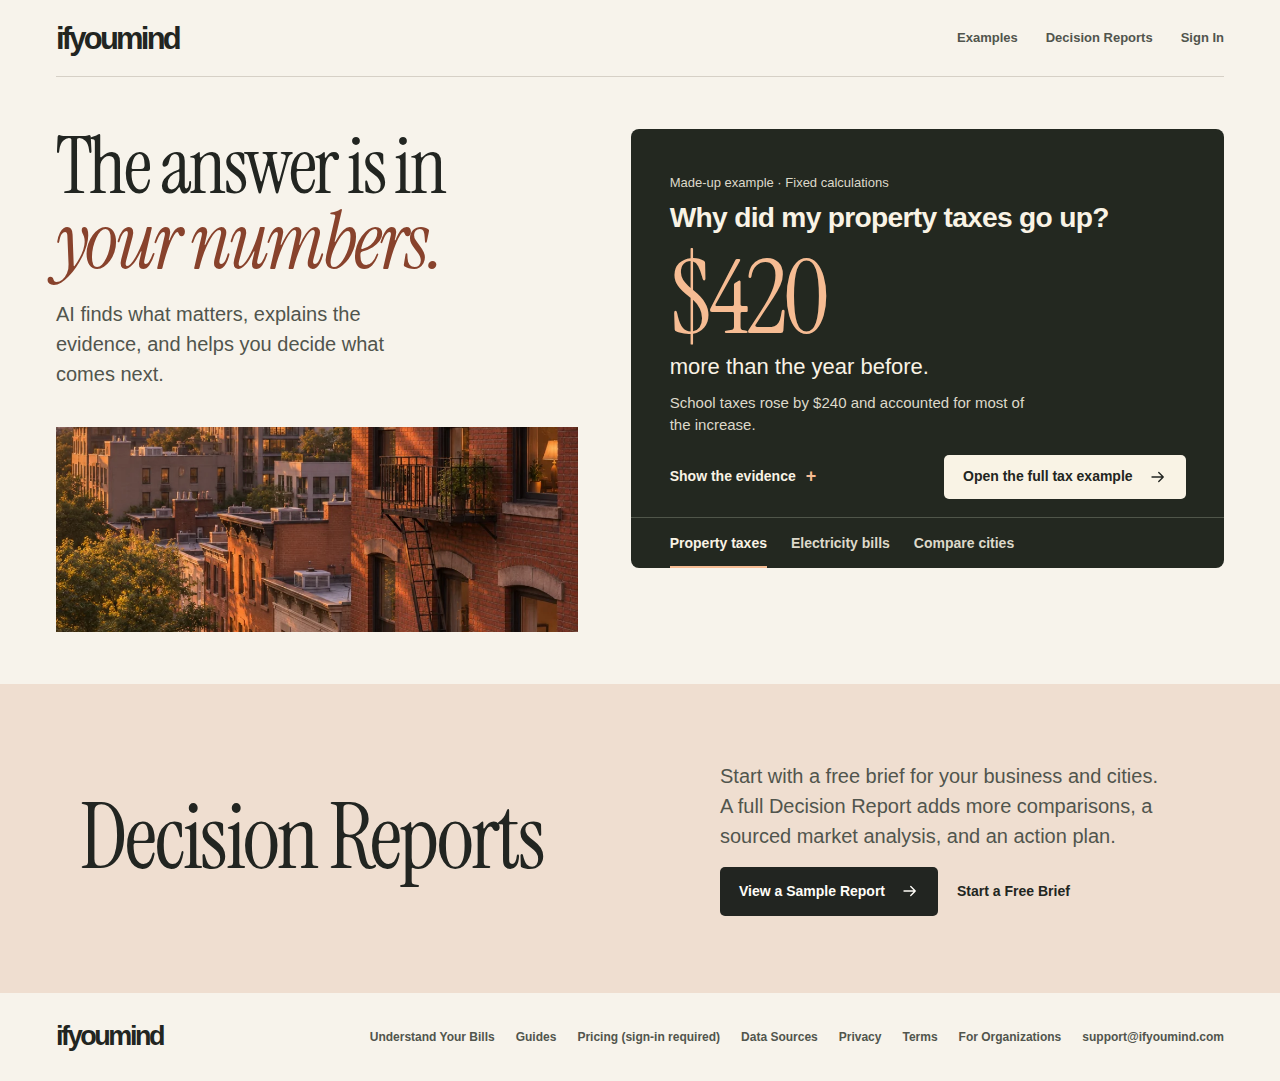 ifyoumind
Examples
Decision Reports
Sign In
The answer is in
your numbers.
AI finds what matters, explains the
evidence, and helps you decide what
comes next.
Made-up example · Fixed calculations
Why did my property taxes go up?
$420
more than the year before.
School taxes rose by $240 and accounted for most of
the increase.
Show the evidence +
Open the full tax example →
Property taxes
Electricity bills
Compare cities
Decision Reports
Start with a free brief for your business and cities.
A full Decision Report adds more comparisons, a
sourced market analysis, and an action plan.
View a Sample Report →
Start a Free Brief
ifyoumind
Understand Your Bills
Guides
Pricing (sign-in required)
Data Sources
Privacy
Terms
For Organizations
support@ifyoumind.com